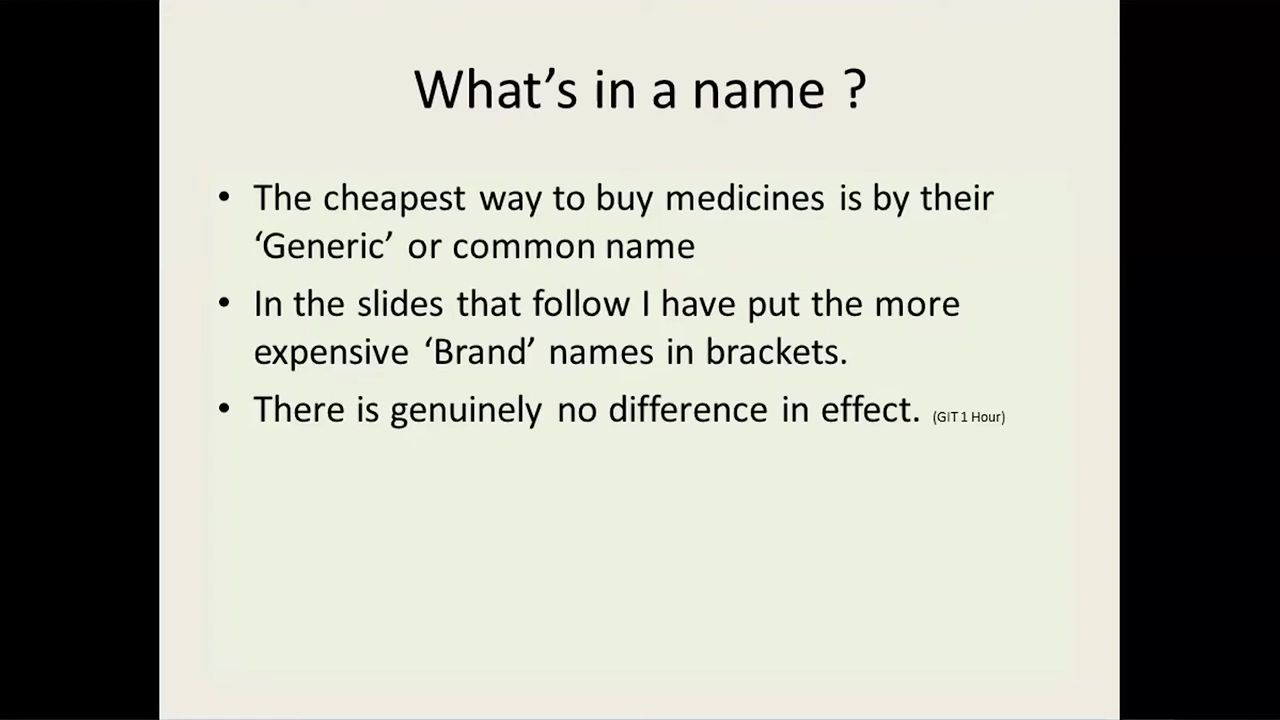 What’s in a name ?
• The cheapest way to buy medicines is by their
‘Generic’ or common name
• In the slides that follow I have put the more
expensive ‘Brand’ names in brackets.
• There is genuinely no difference in effect. (GIT 1 Hour)